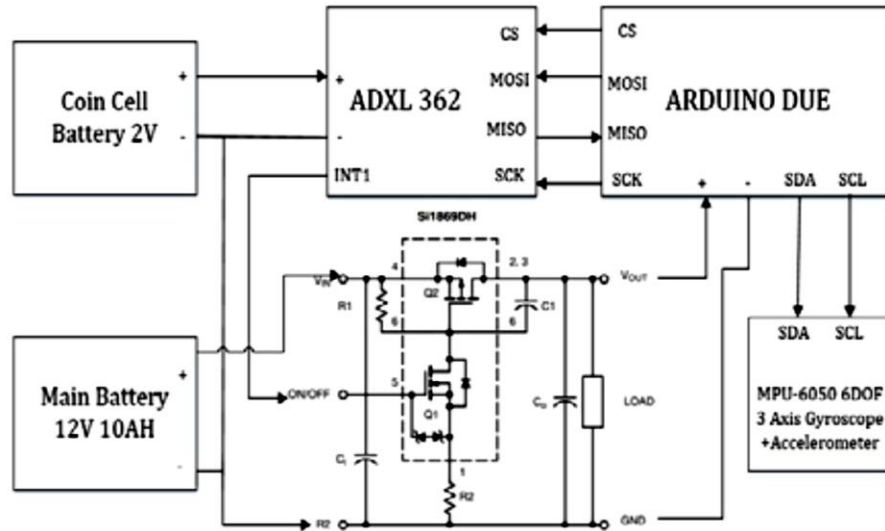 Coin Cell
Battery 2V
+
-
ADXL 362
+
-
INT1
CS
MOSI
MISO
SCK
ARDUINO DUE
CS
MOSI
MISO
SCK
+
-
SDA
SCL
Si1869DH
Main Battery
12V 10AH
+
-
VIN
4
2, 3
VOUT
R1
Q2
C1
6
6
ON/OFF
5
Q1
Ci
Co
LOAD
1
R2
R2
GND
SDA
SCL
MPU-6050 6DOF
3 Axis Gyroscope
+Accelerometer